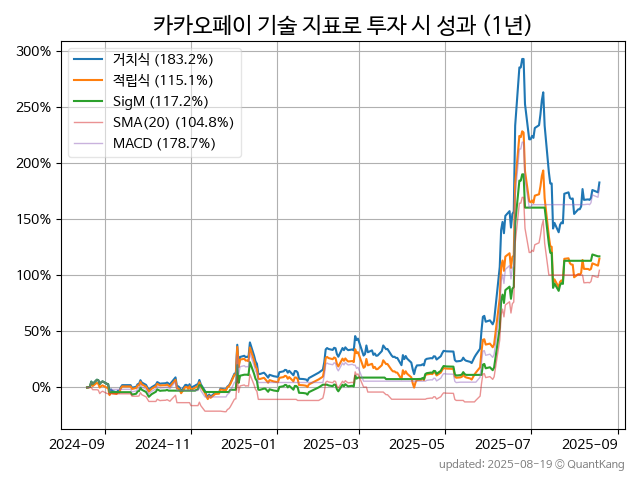 카카오페이 기술 지표로 투자 시 성과 (1년)
300%
250%
200%
150%
100%
50%
0%
거치식 (183.2%)
적립식 (115.1%)
SigM (117.2%)
SMA(20) (104.8%)
MACD (178.7%)
2024-09 2024-11 2025-01 2025-03 2025-05 2025-07 2025-09
updated: 2025-08-19 ⓒ QuantKang